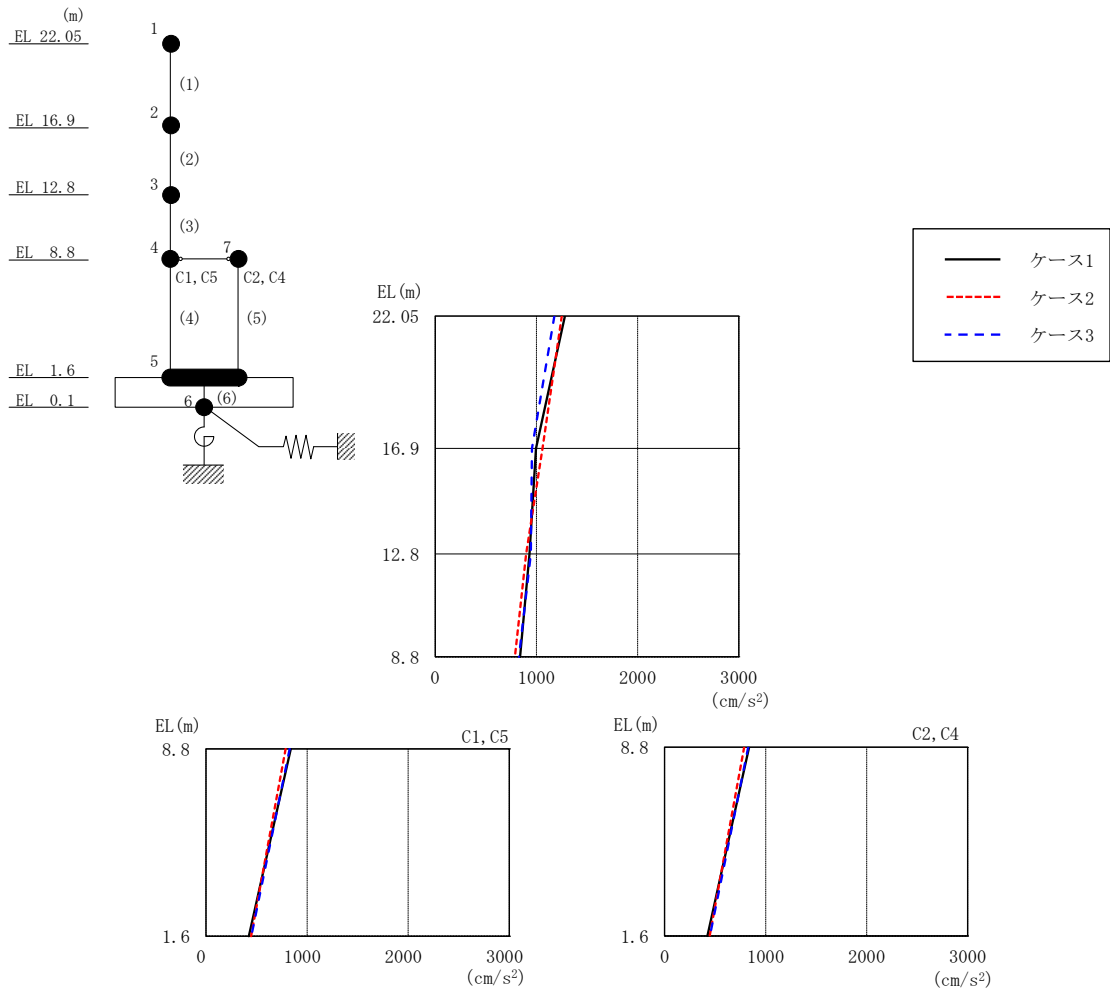 (m)
EL 22.05
EL 16.9
EL 12.8
EL 8.8
EL 1.6
EL 0.1
1
(1)
2
(2)
3
(3)
4
7
C1,C5
C2,C4
(4)
(5)
5
6
(6)
ケース1
ケース2
ケース3
EL(m)
22.05
16.9
12.8
8.8
0 1000 2000 3000
(cm/s²)
EL(m)
C1,C5
8.8
1.6
0 1000 2000 3000
(cm/s²)
EL(m)
C2,C4
8.8
1.6
0 1000 2000 3000
(cm/s²)